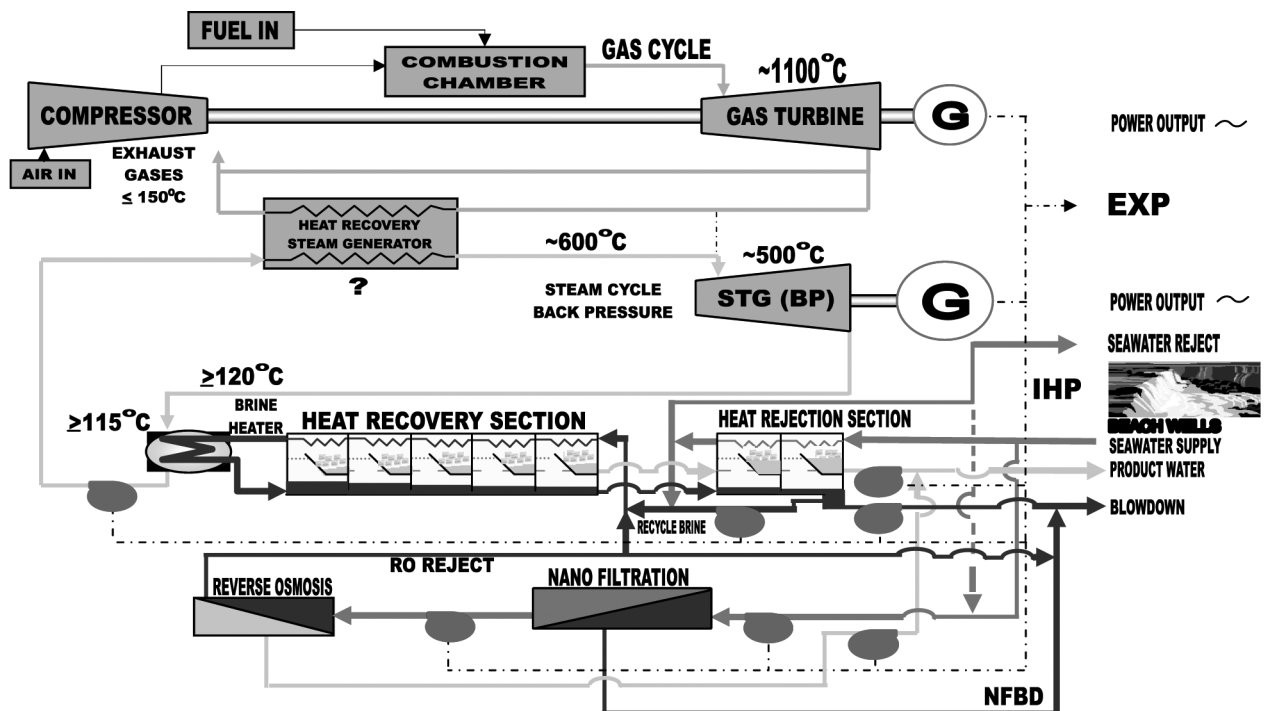 FUEL IN
GAS CYCLE
COMBUSTION
CHAMBER
~1100°C
COMPRESSOR
GAS TURBINE
G
POWER OUTPUT ~
AIR IN
EXHAUST
GASES
≤ 150°C
EXP
HEAT RECOVERY
STEAM GENERATOR
?
~600°C
~500°C
STEAM CYCLE
BACK PRESSURE
STG (BP)
G
POWER OUTPUT ~
SEAWATER REJECT
IHP
≥120°C
≥115°C
BRINE
HEATER
HEAT RECOVERY SECTION
HEAT REJECTION SECTION
BEACH WELLS
SEAWATER SUPPLY
PRODUCT WATER
BLOWDOWN
RECYCLE BRINE
RO REJECT
REVERSE OSMOSIS
NANO FILTRATION
NFBD